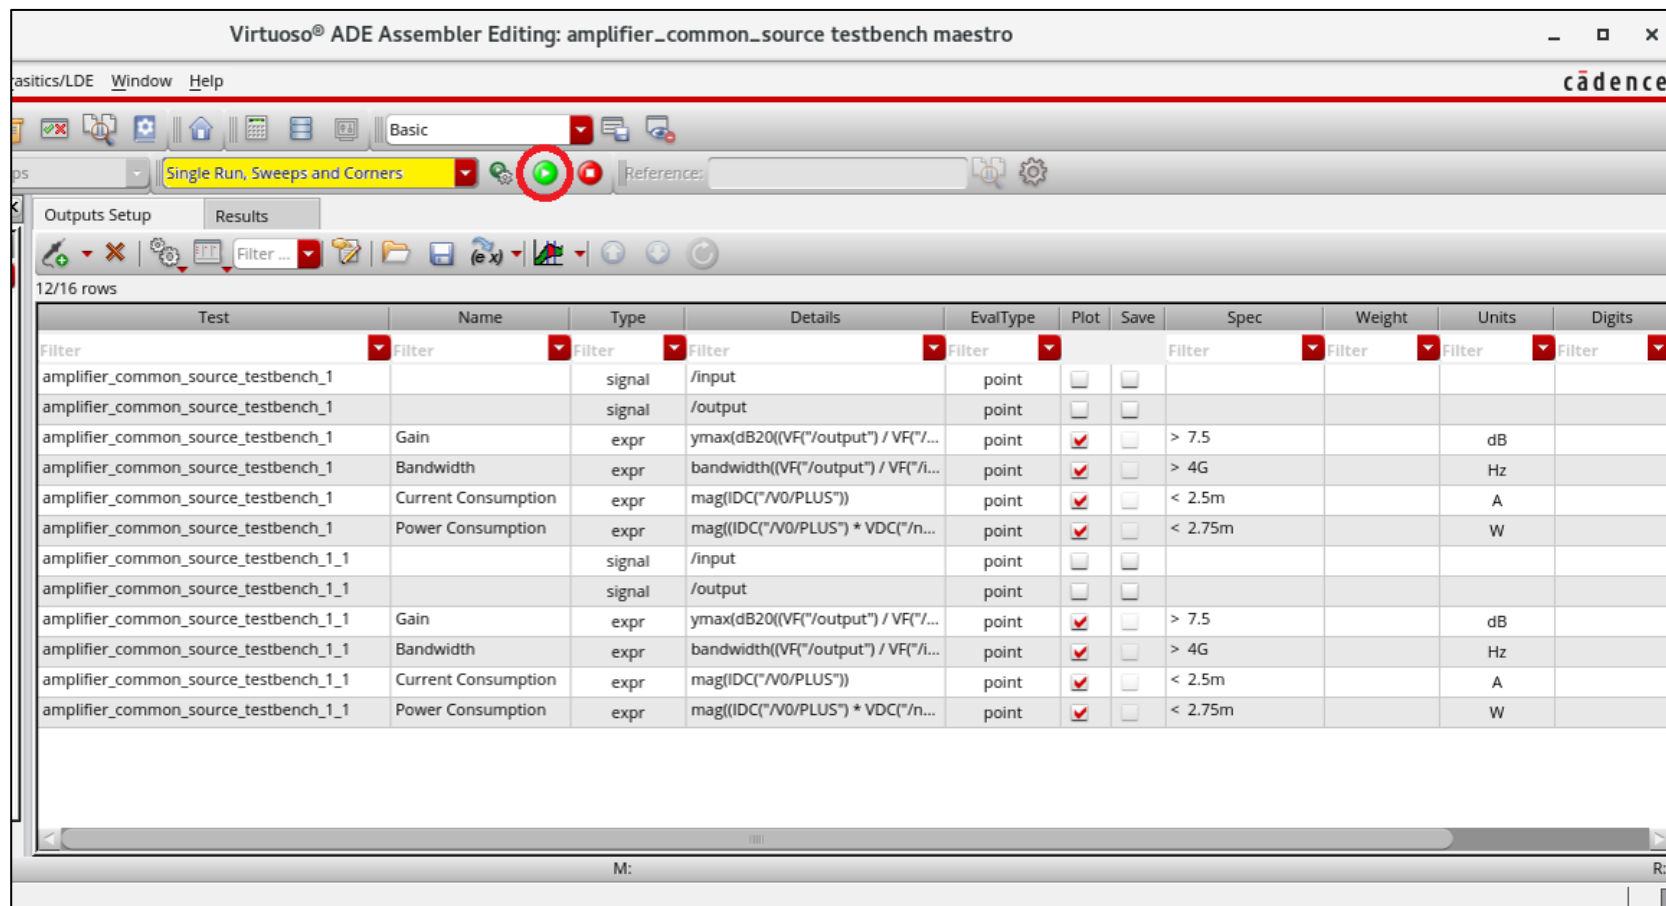 Virtuoso® ADE Assembler Editing: amplifier_common_source testbench maestro
asitics/LDE Window Help
cādence
Basic
ps Single Run, Sweeps and Corners Reference:
Outputs Setup Results
Filter ... (e x)
12/16 rows
Test Name Type Details EvalType Plot Save Spec Weight Units Digits
Filter Filter Filter Filter Filter Filter Filter Filter Filter
amplifier_common_source_testbench_1 signal /input point
amplifier_common_source_testbench_1 signal /output point
amplifier_common_source_testbench_1 Gain expr ymax(dB20((VF("/output") / VF("/... point > 7.5 dB
amplifier_common_source_testbench_1 Bandwidth expr bandwidth((VF("/output") / VF("/i... point > 4G Hz
amplifier_common_source_testbench_1 Current Consumption expr mag(IDC("/V0/PLUS")) point < 2.5m A
amplifier_common_source_testbench_1 Power Consumption expr mag((IDC("/V0/PLUS") * VDC("/n... point < 2.75m W
amplifier_common_source_testbench_1_1 signal /input point
amplifier_common_source_testbench_1_1 signal /output point
amplifier_common_source_testbench_1_1 Gain expr ymax(dB20((VF("/output") / VF("/... point > 7.5 dB
amplifier_common_source_testbench_1_1 Bandwidth expr bandwidth((VF("/output") / VF("/i... point > 4G Hz
amplifier_common_source_testbench_1_1 Current Consumption expr mag(IDC("/V0/PLUS")) point < 2.5m A
amplifier_common_source_testbench_1_1 Power Consumption expr mag((IDC("/V0/PLUS") * VDC("/n... point < 2.75m W
M: R: